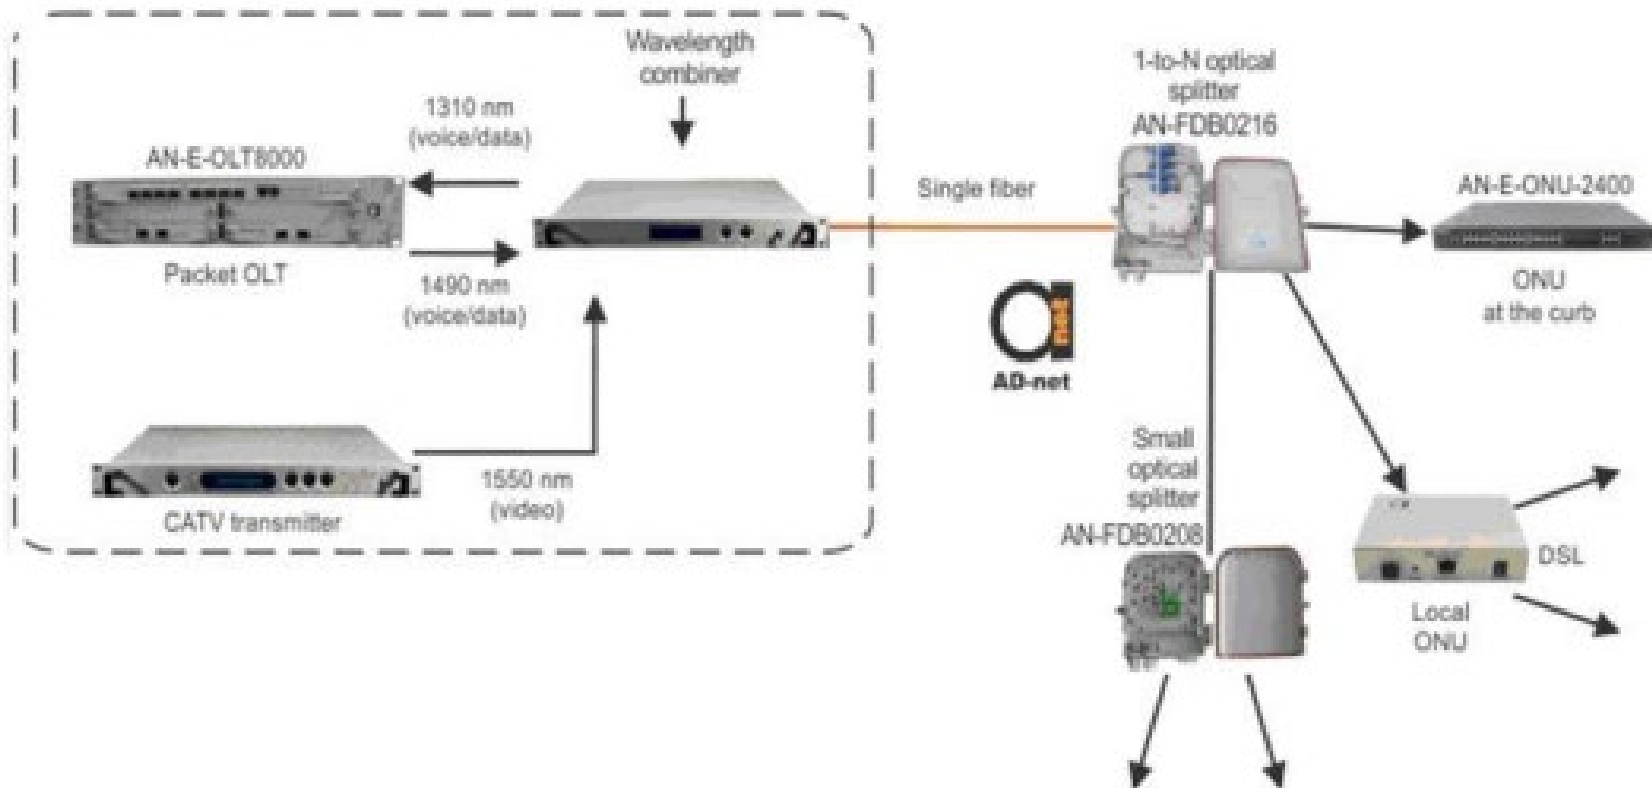 Wavelength
combiner
1310 nm
(voice/data)
AN-E-OLT8000
Packet OLT
1490 nm
(voice/data)
1550 nm
(video)
CATV transmitter
Single fiber
1-to-N optical
splitter
AN-FDB0216
AN-E-ONU-2400
ONU
at the curb
net
AD-net
Small
optical
splitter
AN-FDB0208
DSL
Local
ONU